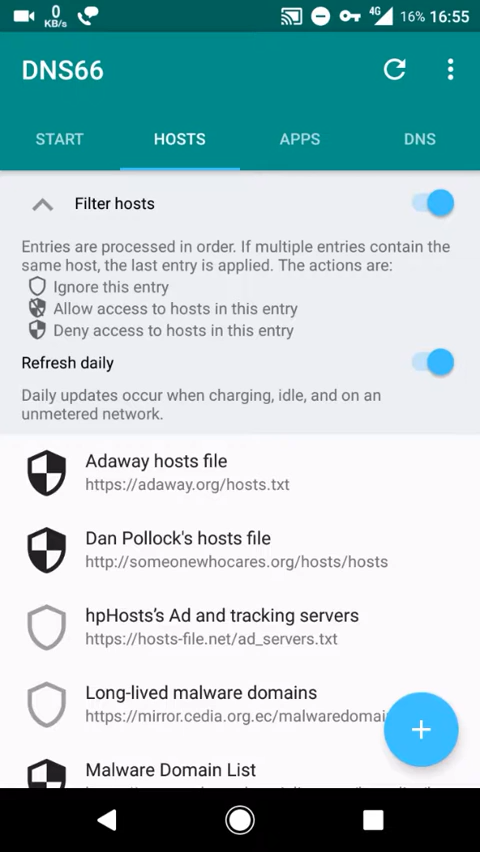 0
KB/s
4G
16% 16:55
DNS66
START
HOSTS
APPS
DNS
Filter hosts
Entries are processed in order. If multiple entries contain the
same host, the last entry is applied. The actions are:
Ignore this entry
Allow access to hosts in this entry
Deny access to hosts in this entry
Refresh daily
Daily updates occur when charging, idle, and on an
unmetered network.
Adaway hosts file
https://adaway.org/hosts.txt
Dan Pollock's hosts file
http://someonewhocares.org/hosts/hosts
hpHosts’s Ad and tracking servers
https://hosts-file.net/ad_servers.txt
Long-lived malware domains
https://mirror.cedia.org.ec/malwaredomai
Malware Domain List